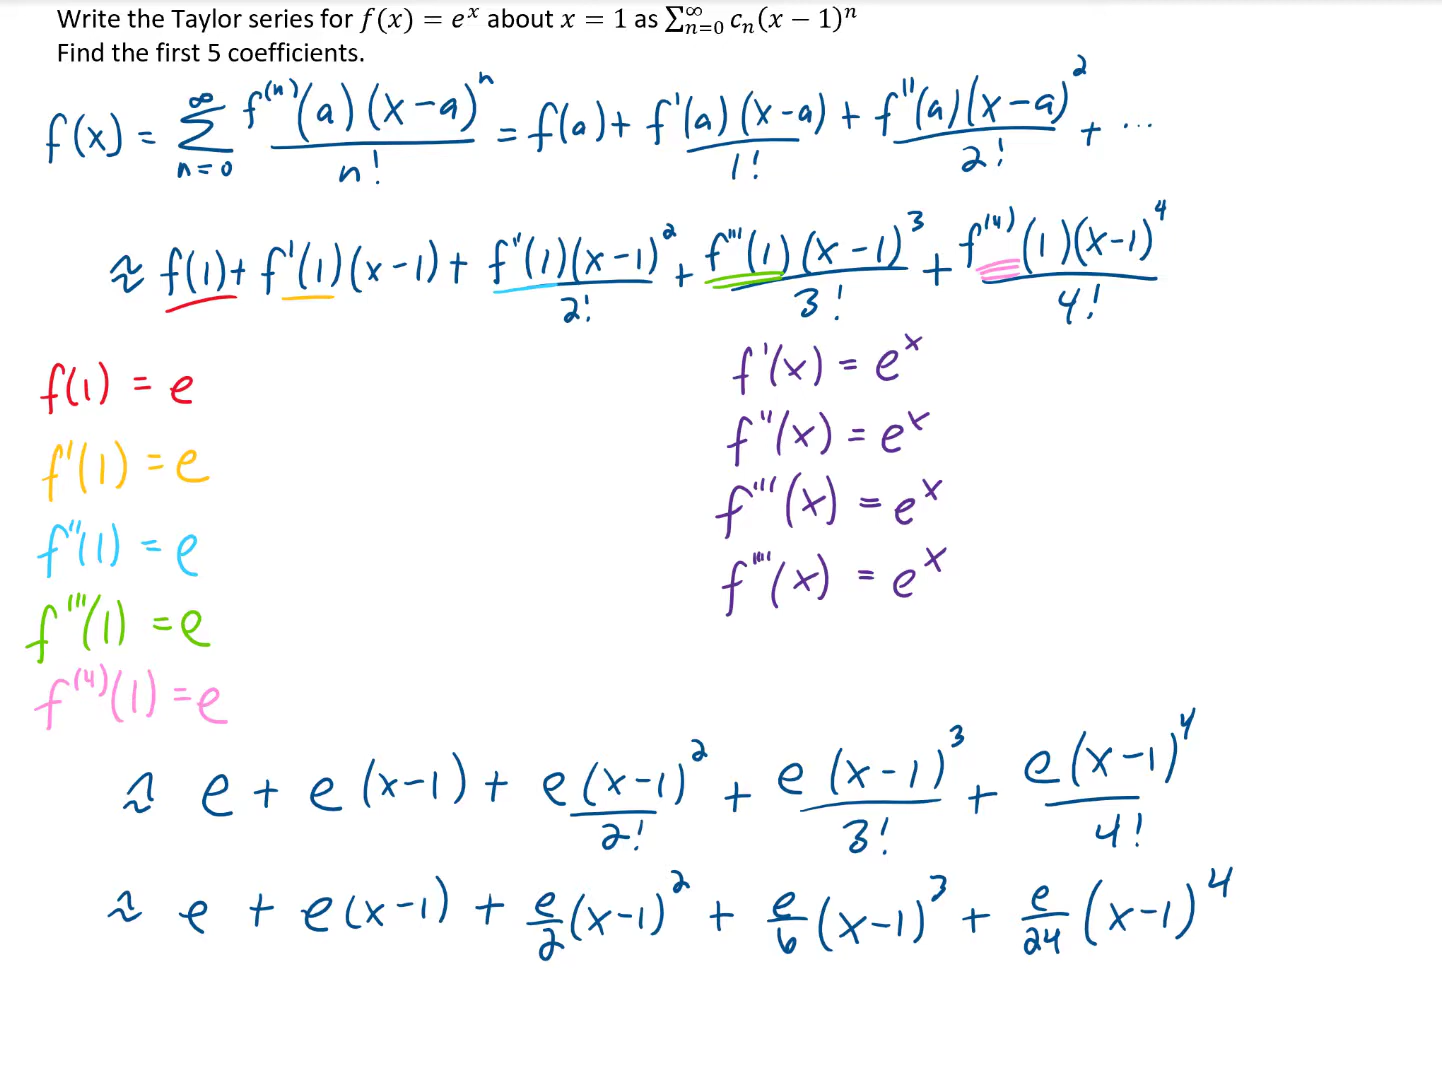 Write the Taylor series for f(x) = e^x about x = 1 as ∑_{n=0}^{∞} c_n(x − 1)^n
Find the first 5 coefficients.
f(x) = ∑_{n=0}^{∞} f^{(n)}(a)(x-a)^n / n! = f(a) + f'(a)(x-a) / 1! + f''(a)(x-a)^2 / 2! + ...
≈ f(1) + f'(1)(x-1) + f''(1)(x-1)^2 / 2! + f'''(1)(x-1)^3 / 3! + f^{(4)}(1)(x-1)^4 / 4!
f(1) = e
f'(1) = e
f''(1) = e
f'''(1) = e
f^{(4)}(1) = e
f'(x) = e^x
f''(x) = e^x
f'''(x) = e^x
f''''(x) = e^x
≈ e + e(x-1) + e(x-1)^2 / 2! + e(x-1)^3 / 3! + e(x-1)^4 / 4!
≈ e + e(x-1) + e/2 (x-1)^2 + e/6 (x-1)^3 + e/24 (x-1)^4